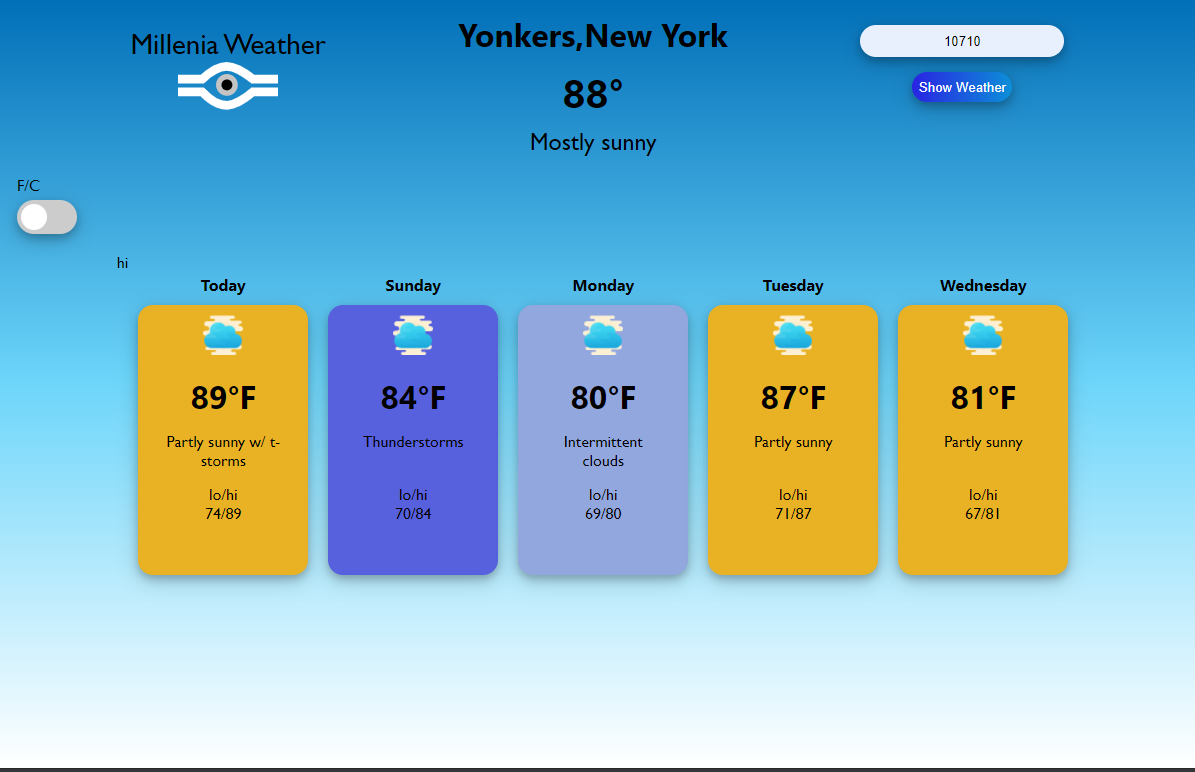 Millenia Weather
Yonkers,New York
88°
Mostly sunny
10710
Show Weather
F/C
hi
Today
89°F
Partly sunny w/ t-
storms
lo/hi
74/89
Sunday
84°F
Thunderstorms
lo/hi
70/84
Monday
80°F
Intermittent
clouds
lo/hi
69/80
Tuesday
87°F
Partly sunny
lo/hi
71/87
Wednesday
81°F
Partly sunny
lo/hi
67/81